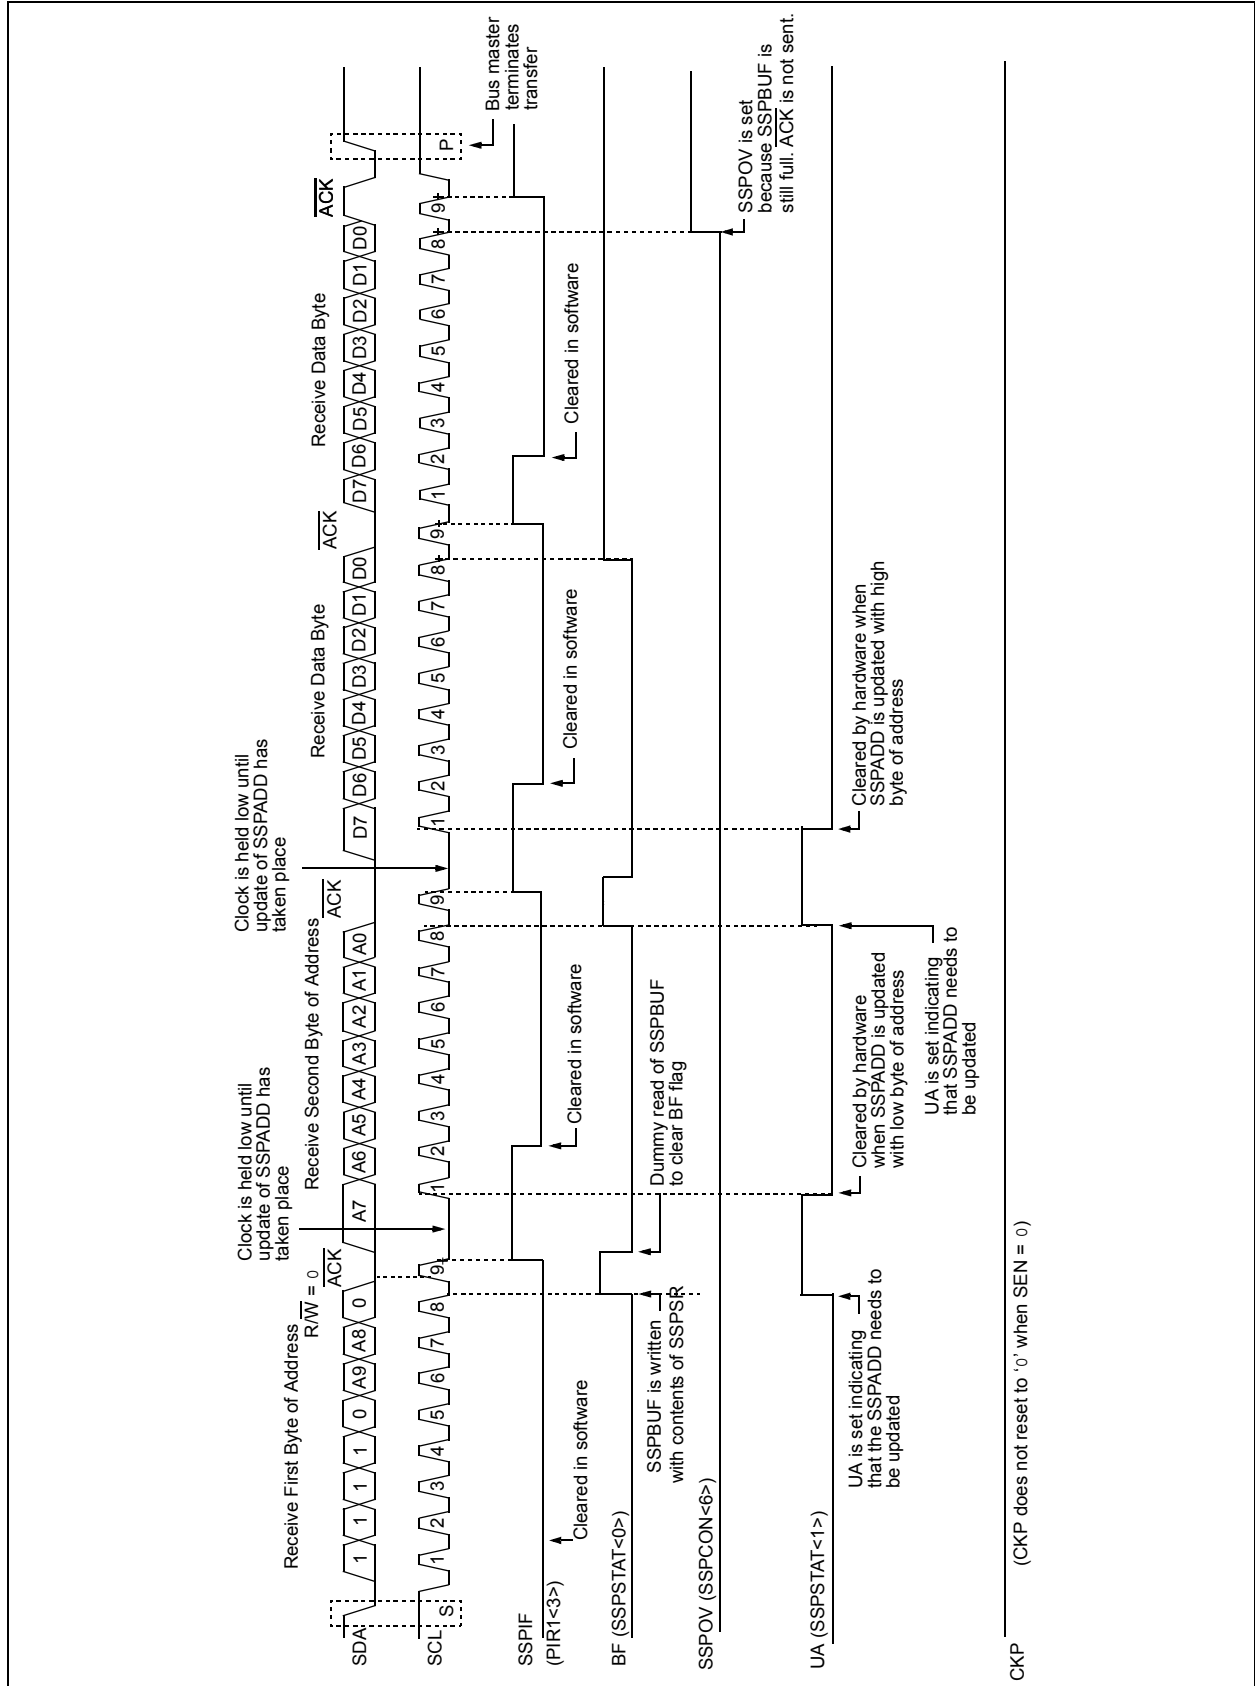 Receive First Byte of Address
R/W = 0
ACK
Clock is held low until
update of SSPADD has
taken place
Receive Second Byte of Address
ACK
Clock is held low until
update of SSPADD has
taken place
Receive Data Byte
ACK
Receive Data Byte
ACK
SDA
1 1 1 1 0 A9 A8 0
A7 A6 A5 A4 A3 A2 A1 A0
D7 D6 D5 D4 D3 D2 D1 D0
D7 D6 D5 D4 D3 D2 D1 D0
SCL
S
1 2 3 4 5 6 7 8 9
1 2 3 4 5 6 7 8 9
1 2 3 4 5 6 7 8 9
1 2 3 4 5 6 7 8 9
P
Bus master
terminates
transfer
SSPIF
(PIR1<3>)
Cleared in software
Cleared in software
Cleared in software
Cleared in software
BF (SSPSTAT<0>)
SSPBUF is written
with contents of SSPSR
Dummy read of SSPBUF
to clear BF flag
SSPOV (SSPCON<6>)
SSPOV is set
because SSPBUF is
still full. ACK is not sent.
UA (SSPSTAT<1>)
UA is set indicating
that the SSPADD needs to
be updated
Cleared by hardware
when SSPADD is updated
with low byte of address
UA is set indicating
that SSPADD needs to
be updated
Cleared by hardware when
SSPADD is updated with high
byte of address
CKP
(CKP does not reset to ‘0’ when SEN = 0)